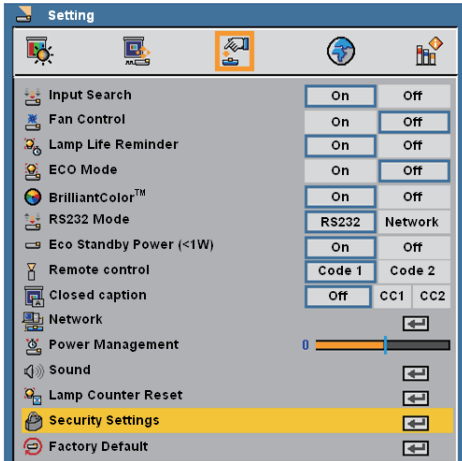 Setting
Input Search On Off
Fan Control On Off
Lamp Life Reminder On Off
ECO Mode On Off
BrilliantColor™ On Off
RS232 Mode RS232 Network
Eco Standby Power (<1W) On Off
Remote control Code 1 Code 2
Closed caption Off CC1 CC2
Network
Power Management 0
Sound
Lamp Counter Reset
Security Settings
Factory Default